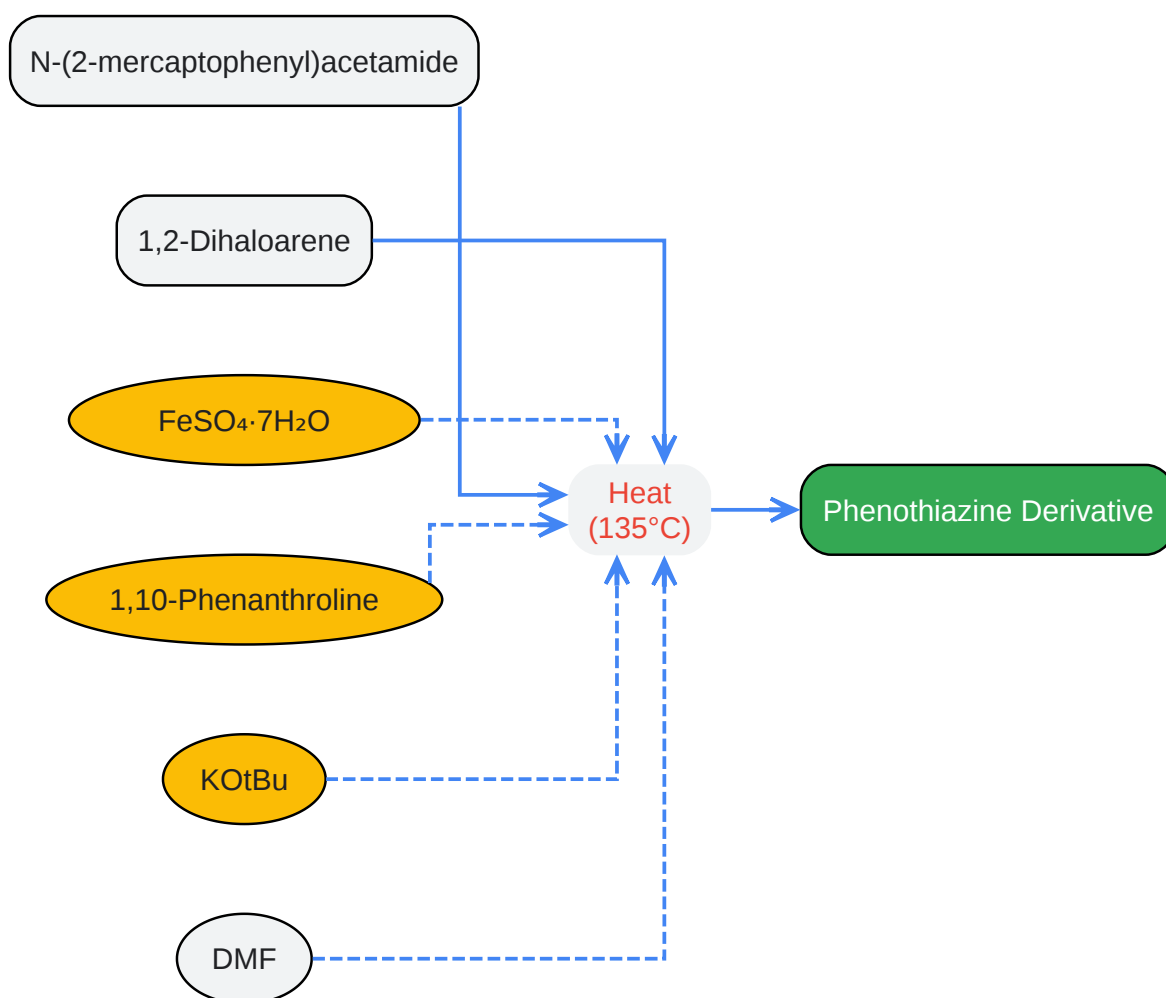 N-(2-mercaptophenyl)acetamide
1,2-Dihaloarene
FeSO₄·7H₂O
Heat
(135°C)
Phenothiazine Derivative
1,10-Phenanthroline
KOtBu
DMF